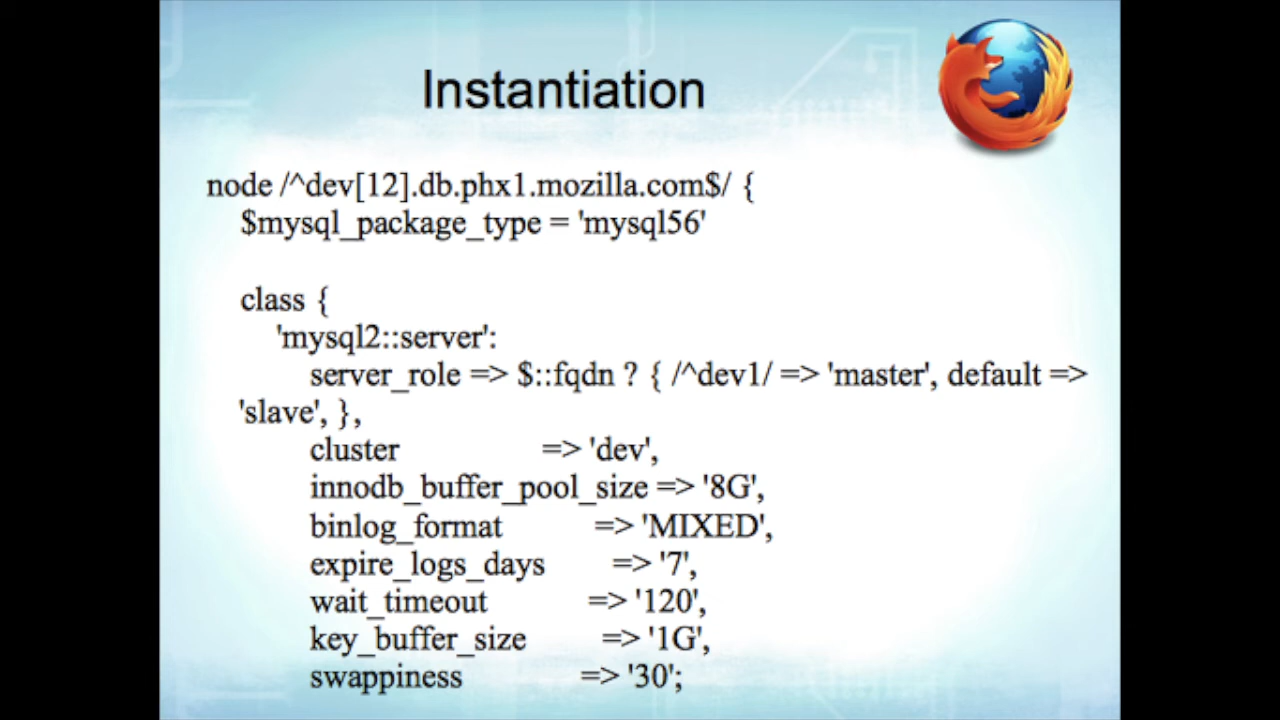 Instantiation
node /^dev[12].db.phx1.mozilla.com$/ {
$mysql_package_type = 'mysql56'
class {
'mysql2::server':
server_role => $::fqdn ? { /^dev1/ => 'master', default =>
'slave', },
cluster => 'dev',
innodb_buffer_pool_size => '8G',
binlog_format => 'MIXED',
expire_logs_days => '7',
wait_timeout => '120',
key_buffer_size => '1G',
swappiness => '30';